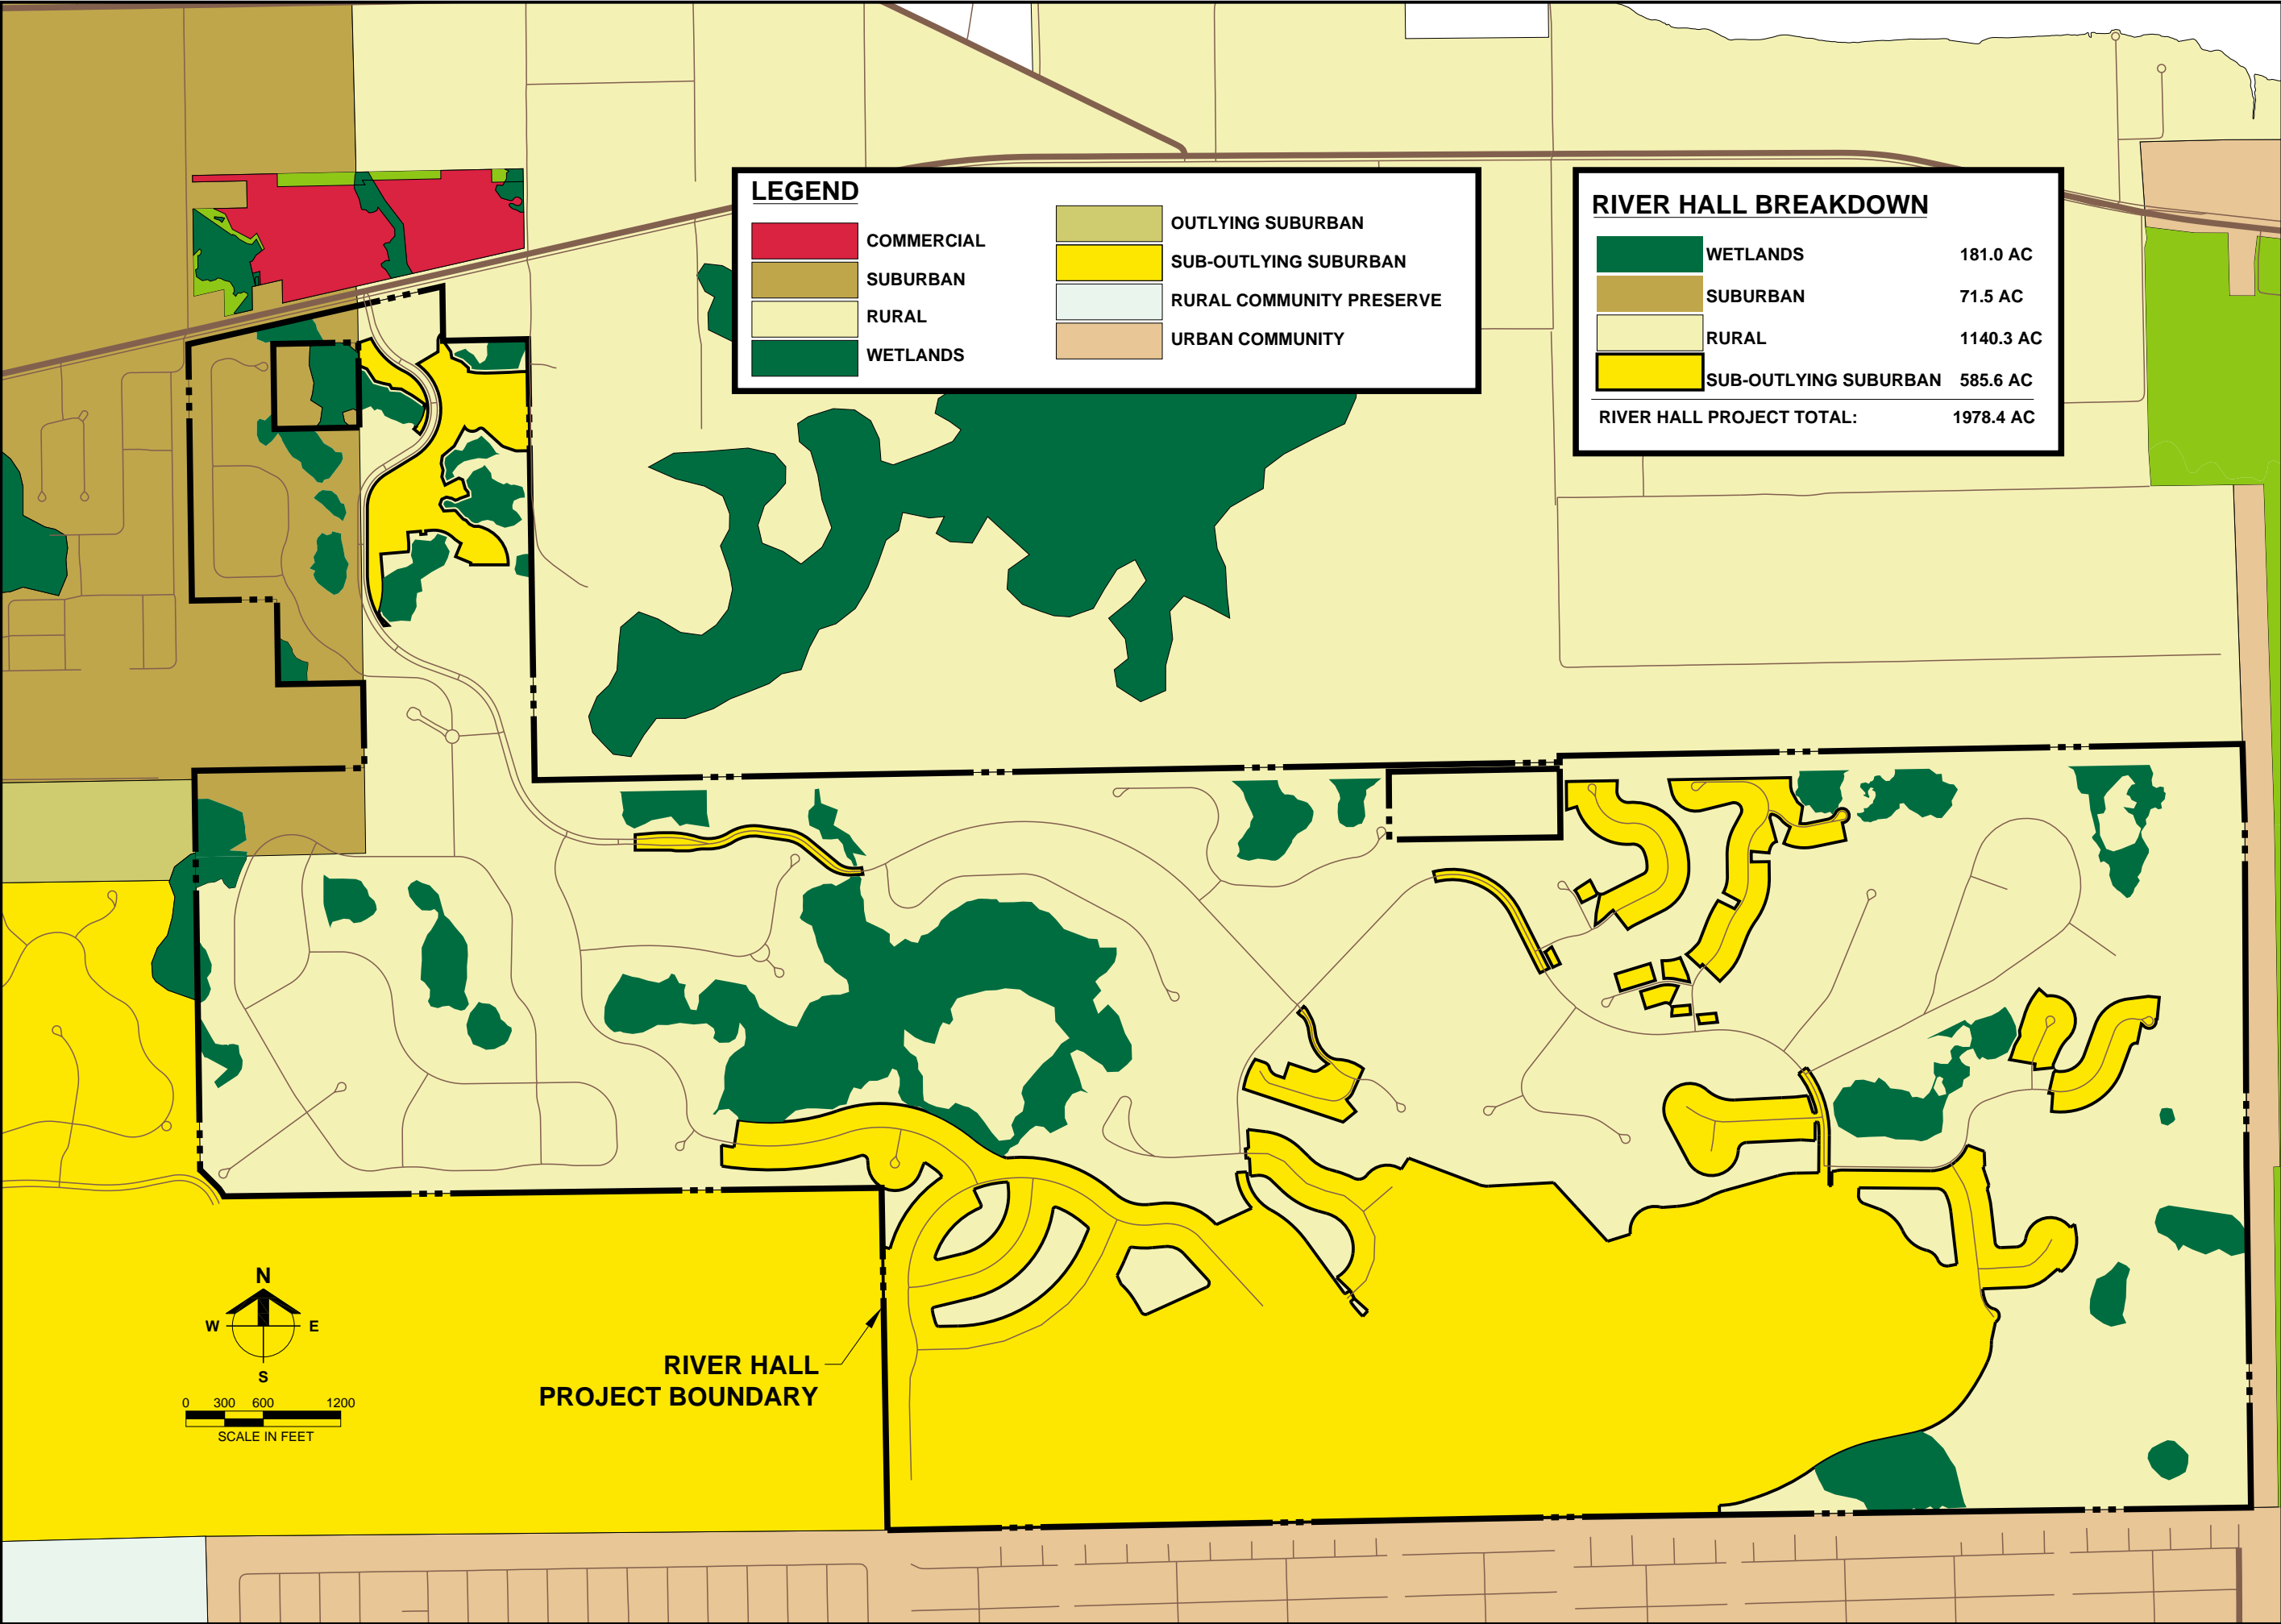 LEGEND
COMMERCIAL
SUBURBAN
RURAL
WETLANDS
OUTLYING SUBURBAN
SUB-OUTLYING SUBURBAN
RURAL COMMUNITY PRESERVE
URBAN COMMUNITY
RIVER HALL BREAKDOWN
WETLANDS 181.0 AC
SUBURBAN 71.5 AC
RURAL 1140.3 AC
SUB-OUTLYING SUBURBAN 585.6 AC
RIVER HALL PROJECT TOTAL: 1978.4 AC
N
W E
S
0 300 600 1200
SCALE IN FEET
RIVER HALL
PROJECT BOUNDARY